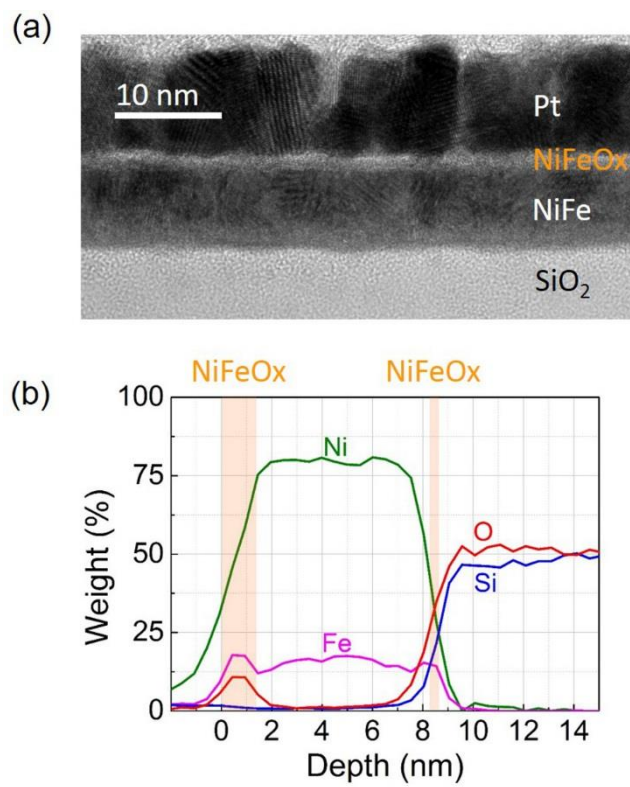 (a)
10 nm
Pt
NiFeOx
NiFe
SiO₂
(b)
NiFeOx NiFeOx
100
75
50
25
0
Weight (%)
Ni
O
Si
Fe
0 2 4 6 8 10 12 14
Depth (nm)